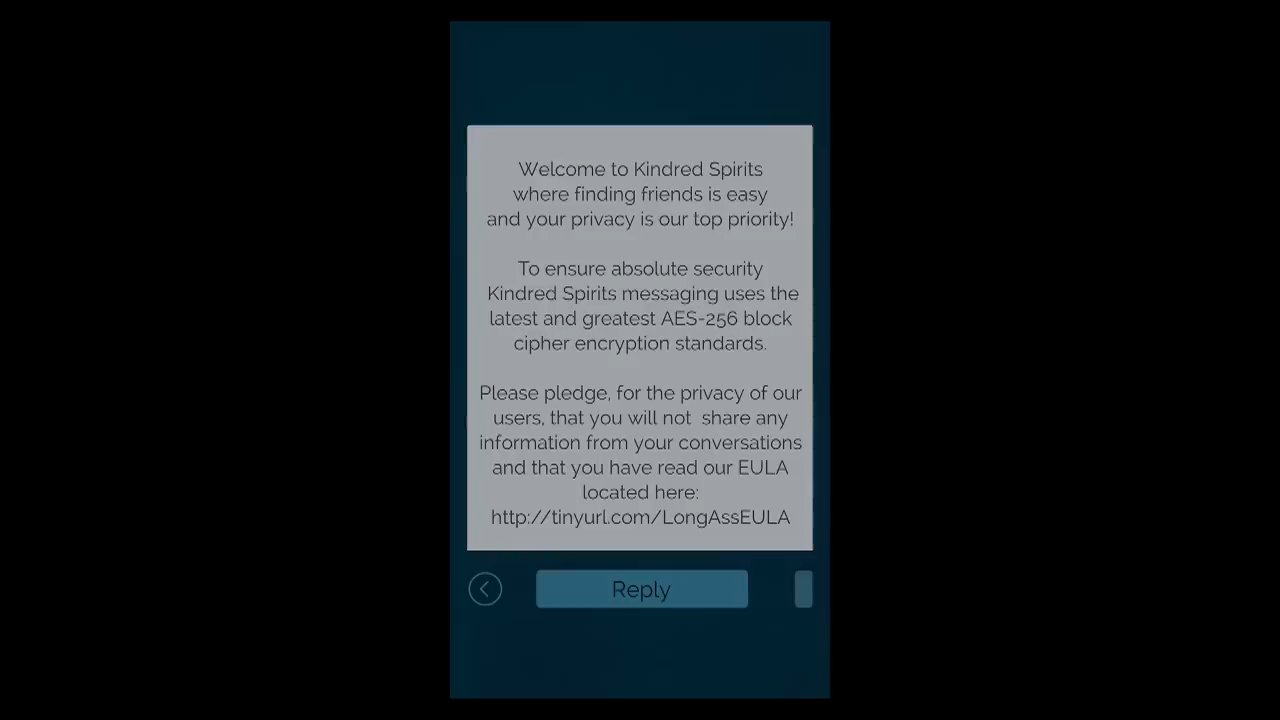 Welcome to Kindred Spirits
where finding friends is easy
and your privacy is our top priority!
To ensure absolute security
Kindred Spirits messaging uses the
latest and greatest AES-256 block
cipher encryption standards.
Please pledge, for the privacy of our
users, that you will not  share any
information from your conversations
and that you have read our EULA
located here:
http://tinyurl.com/LongAssEULA
Reply